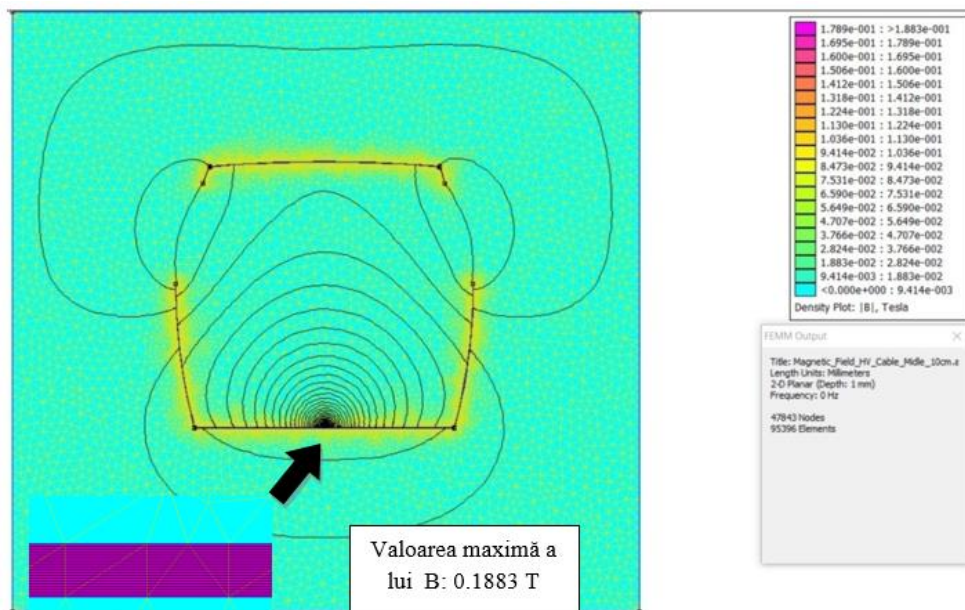 1.789e-001 : >1.883e-001
1.695e-001 : 1.789e-001
1.600e-001 : 1.695e-001
1.506e-001 : 1.600e-001
1.412e-001 : 1.506e-001
1.318e-001 : 1.412e-001
1.224e-001 : 1.318e-001
1.130e-001 : 1.224e-001
1.036e-001 : 1.130e-001
9.414e-002 : 1.036e-001
8.473e-002 : 9.414e-002
7.531e-002 : 8.473e-002
6.590e-002 : 7.531e-002
5.649e-002 : 6.590e-002
4.707e-002 : 5.649e-002
3.766e-002 : 4.707e-002
2.824e-002 : 3.766e-002
1.883e-002 : 2.824e-002
9.414e-003 : 1.883e-002
<0.000e+000 : 9.414e-003
Density Plot: |B|, Tesla
FEMM Output
Title: Magnetic_Field_HV_Cable_Midle_10cm.a
Length Units: Millimeters
2-D Planar (Depth: 1 mm)
Frequency: 0 Hz
47843 Nodes
95396 Elements
Valoarea maximă a
lui B: 0.1883 T